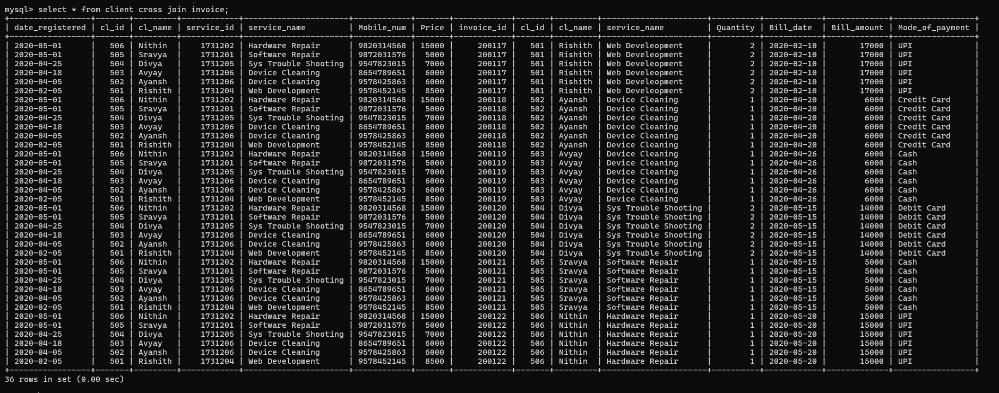 mysql> select * from client cross join invoice;
+-----------------+-------+---------+------------+----------------------+------------+-------+------------+-------+---------+----------------------+----------+------------+-------------+-----------------+
| date_registered | cl_id | cl_name | service_id | service_name         | Mobile_num | Price | invoice_id | cl_id | cl_name | service_name         | Quantity | Bill_date  | Bill_amount | Mode_of_payment |
+-----------------+-------+---------+------------+----------------------+------------+-------+------------+-------+---------+----------------------+----------+------------+-------------+-----------------+
| 2020-05-01      |   506 | Nithin  |    1731202 | Hardware Repair      | 9820314568 | 15000 |     200117 |   501 | Rishith | Web Develeopment     |        2 | 2020-02-10 |       17000 | UPI             |
| 2020-05-01      |   505 | Sravya  |    1731201 | Software Repair      | 9872031576 |  5000 |     200117 |   501 | Rishith | Web Develeopment     |        2 | 2020-02-10 |       17000 | UPI             |
| 2020-04-25      |   504 | Divya   |    1731205 | Sys Trouble Shooting | 9547823015 |  7000 |     200117 |   501 | Rishith | Web Develeopment     |        2 | 2020-02-10 |       17000 | UPI             |
| 2020-04-18      |   503 | Avyay   |    1731206 | Device Cleaning      | 8654789651 |  6000 |     200117 |   501 | Rishith | Web Develeopment     |        2 | 2020-02-10 |       17000 | UPI             |
| 2020-04-05      |   502 | Ayansh  |    1731206 | Device Cleaning      | 9578425863 |  6000 |     200117 |   501 | Rishith | Web Develeopment     |        2 | 2020-02-10 |       17000 | UPI             |
| 2020-02-05      |   501 | Rishith |    1731204 | Web Development      | 9578452145 |  8500 |     200117 |   501 | Rishith | Web Develeopment     |        2 | 2020-02-10 |       17000 | UPI             |
| 2020-05-01      |   506 | Nithin  |    1731202 | Hardware Repair      | 9820314568 | 15000 |     200118 |   502 | Ayansh  | Device Cleaning      |        1 | 2020-04-20 |        6000 | Credit Card     |
| 2020-05-01      |   505 | Sravya  |    1731201 | Software Repair      | 9872031576 |  5000 |     200118 |   502 | Ayansh  | Device Cleaning      |        1 | 2020-04-20 |        6000 | Credit Card     |
| 2020-04-25      |   504 | Divya   |    1731205 | Sys Trouble Shooting | 9547823015 |  7000 |     200118 |   502 | Ayansh  | Device Cleaning      |        1 | 2020-04-20 |        6000 | Credit Card     |
| 2020-04-18      |   503 | Avyay   |    1731206 | Device Cleaning      | 8654789651 |  6000 |     200118 |   502 | Ayansh  | Device Cleaning      |        1 | 2020-04-20 |        6000 | Credit Card     |
| 2020-04-05      |   502 | Ayansh  |    1731206 | Device Cleaning      | 9578425863 |  6000 |     200118 |   502 | Ayansh  | Device Cleaning      |        1 | 2020-04-20 |        6000 | Credit Card     |
| 2020-02-05      |   501 | Rishith |    1731204 | Web Development      | 9578452145 |  8500 |     200118 |   502 | Ayansh  | Device Cleaning      |        1 | 2020-04-20 |        6000 | Credit Card     |
| 2020-05-01      |   506 | Nithin  |    1731202 | Hardware Repair      | 9820314568 | 15000 |     200119 |   503 | Avyay   | Device Cleaning      |        1 | 2020-04-26 |        6000 | Cash            |
| 2020-05-01      |   505 | Sravya  |    1731201 | Software Repair      | 9872031576 |  5000 |     200119 |   503 | Avyay   | Device Cleaning      |        1 | 2020-04-26 |        6000 | Cash            |
| 2020-04-25      |   504 | Divya   |    1731205 | Sys Trouble Shooting | 9547823015 |  7000 |     200119 |   503 | Avyay   | Device Cleaning      |        1 | 2020-04-26 |        6000 | Cash            |
| 2020-04-18      |   503 | Avyay   |    1731206 | Device Cleaning      | 8654789651 |  6000 |     200119 |   503 | Avyay   | Device Cleaning      |        1 | 2020-04-26 |        6000 | Cash            |
| 2020-04-05      |   502 | Ayansh  |    1731206 | Device Cleaning      | 9578425863 |  6000 |     200119 |   503 | Avyay   | Device Cleaning      |        1 | 2020-04-26 |        6000 | Cash            |
| 2020-02-05      |   501 | Rishith |    1731204 | Web Development      | 9578452145 |  8500 |     200119 |   503 | Avyay   | Device Cleaning      |        1 | 2020-04-26 |        6000 | Cash            |
| 2020-05-01      |   506 | Nithin  |    1731202 | Hardware Repair      | 9820314568 | 15000 |     200120 |   504 | Divya   | Sys Trouble Shooting |        2 | 2020-05-15 |       14000 | Debit Card      |
| 2020-05-01      |   505 | Sravya  |    1731201 | Software Repair      | 9872031576 |  5000 |     200120 |   504 | Divya   | Sys Trouble Shooting |        2 | 2020-05-15 |       14000 | Debit Card      |
| 2020-04-25      |   504 | Divya   |    1731205 | Sys Trouble Shooting | 9547823015 |  7000 |     200120 |   504 | Divya   | Sys Trouble Shooting |        2 | 2020-05-15 |       14000 | Debit Card      |
| 2020-04-18      |   503 | Avyay   |    1731206 | Device Cleaning      | 8654789651 |  6000 |     200120 |   504 | Divya   | Sys Trouble Shooting |        2 | 2020-05-15 |       14000 | Debit Card      |
| 2020-04-05      |   502 | Ayansh  |    1731206 | Device Cleaning      | 9578425863 |  6000 |     200120 |   504 | Divya   | Sys Trouble Shooting |        2 | 2020-05-15 |       14000 | Debit Card      |
| 2020-02-05      |   501 | Rishith |    1731204 | Web Development      | 9578452145 |  8500 |     200120 |   504 | Divya   | Sys Trouble Shooting |        2 | 2020-05-15 |       14000 | Debit Card      |
| 2020-05-01      |   506 | Nithin  |    1731202 | Hardware Repair      | 9820314568 | 15000 |     200121 |   505 | Sravya  | Software Repair      |        1 | 2020-05-15 |        5000 | Cash            |
| 2020-05-01      |   505 | Sravya  |    1731201 | Software Repair      | 9872031576 |  5000 |     200121 |   505 | Sravya  | Software Repair      |        1 | 2020-05-15 |        5000 | Cash            |
| 2020-04-25      |   504 | Divya   |    1731205 | Sys Trouble Shooting | 9547823015 |  7000 |     200121 |   505 | Sravya  | Software Repair      |        1 | 2020-05-15 |        5000 | Cash            |
| 2020-04-18      |   503 | Avyay   |    1731206 | Device Cleaning      | 8654789651 |  6000 |     200121 |   505 | Sravya  | Software Repair      |        1 | 2020-05-15 |        5000 | Cash            |
| 2020-04-05      |   502 | Ayansh  |    1731206 | Device Cleaning      | 9578425863 |  6000 |     200121 |   505 | Sravya  | Software Repair      |        1 | 2020-05-15 |        5000 | Cash            |
| 2020-02-05      |   501 | Rishith |    1731204 | Web Development      | 9578452145 |  8500 |     200121 |   505 | Sravya  | Software Repair      |        1 | 2020-05-15 |        5000 | Cash            |
| 2020-05-01      |   506 | Nithin  |    1731202 | Hardware Repair      | 9820314568 | 15000 |     200122 |   506 | Nithin  | Hardware Repair      |        1 | 2020-05-20 |       15000 | UPI             |
| 2020-05-01      |   505 | Sravya  |    1731201 | Software Repair      | 9872031576 |  5000 |     200122 |   506 | Nithin  | Hardware Repair      |        1 | 2020-05-20 |       15000 | UPI             |
| 2020-04-25      |   504 | Divya   |    1731205 | Sys Trouble Shooting | 9547823015 |  7000 |     200122 |   506 | Nithin  | Hardware Repair      |        1 | 2020-05-20 |       15000 | UPI             |
| 2020-04-18      |   503 | Avyay   |    1731206 | Device Cleaning      | 8654789651 |  6000 |     200122 |   506 | Nithin  | Hardware Repair      |        1 | 2020-05-20 |       15000 | UPI             |
| 2020-04-05      |   502 | Ayansh  |    1731206 | Device Cleaning      | 9578425863 |  6000 |     200122 |   506 | Nithin  | Hardware Repair      |        1 | 2020-05-20 |       15000 | UPI             |
| 2020-02-05      |   501 | Rishith |    1731204 | Web Development      | 9578452145 |  8500 |     200122 |   506 | Nithin  | Hardware Repair      |        1 | 2020-05-20 |       15000 | UPI             |
+-----------------+-------+---------+------------+----------------------+------------+-------+------------+-------+---------+----------------------+----------+------------+-------------+-----------------+
36 rows in set (0.00 sec)